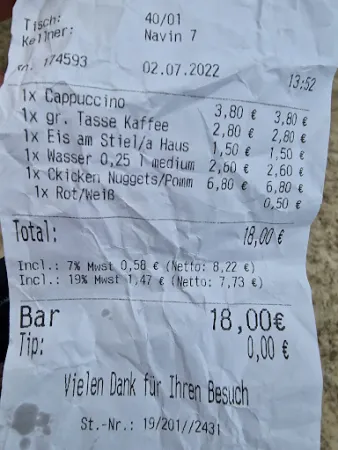 Tisch: 40/01
Kellner: Navin 7
174593 02.07.2022 13:52
1x Cappuccino 3,80 € 3,80 €
1x gr. Tasse Kaffee 2,80 € 2,80 €
1x Eis am Stiel/a Haus 1,50 € 1,50 €
1x Wasser 0,25 l medium 2,60 € 2,60 €
1x Ckicken Nuggets/Pomm 6,80 € 6,80 €
1x Rot/Weiß 0,50 €
Total: 18,00 €
Incl.: 7% Mwst 0,58 € (Netto: 8,22 €)
Incl.: 19% Mwst 1,47 € (Netto: 7,73 €)
Bar 18,00€
Tip: 0,00 €
Vielen Dank für Ihren Besuch
St.-Nr.: 19/201//2431